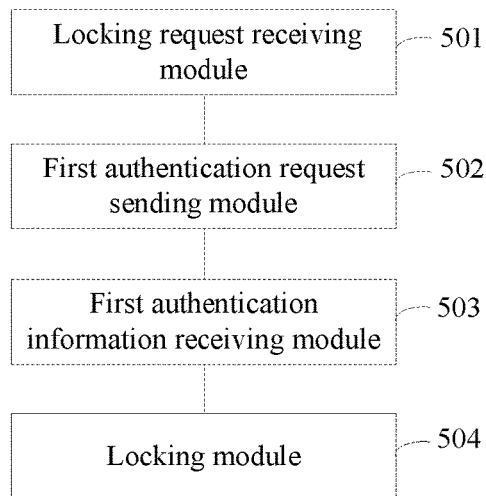 Locking request receiving
module
501
First authentication request
sending module
502
First authentication
information receiving module
503
Locking module
504